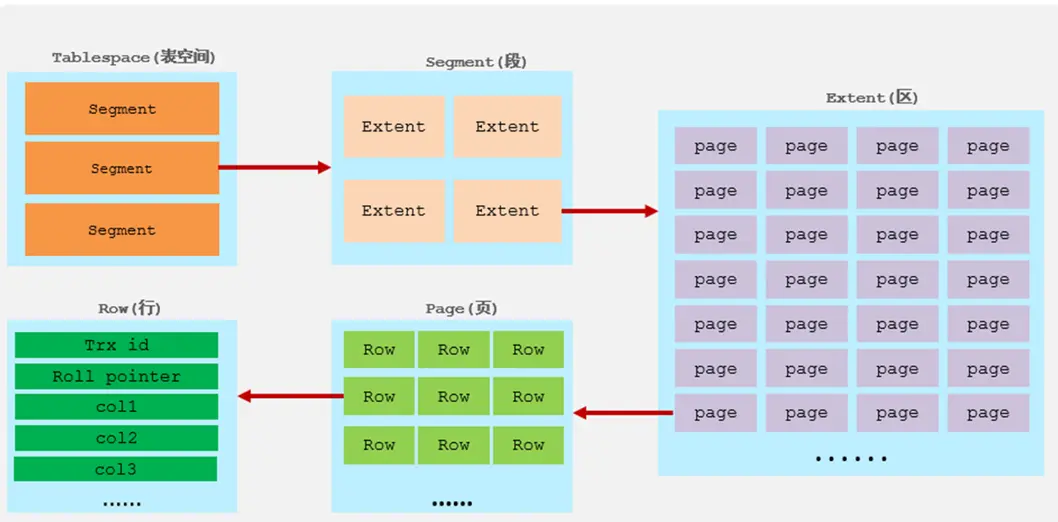 Tablespace(表空间)
Segment
Segment
Segment
Segment(段)
Extent Extent
Extent Extent
Extent(区)
page page page page
page page page page
page page page page
page page page page
page page page page
page page page page
page page page page
......
Row(行)
Trx id
Roll pointer
col1
col2
col3
......
Page(页)
Row Row Row
Row Row Row
Row Row Row
......